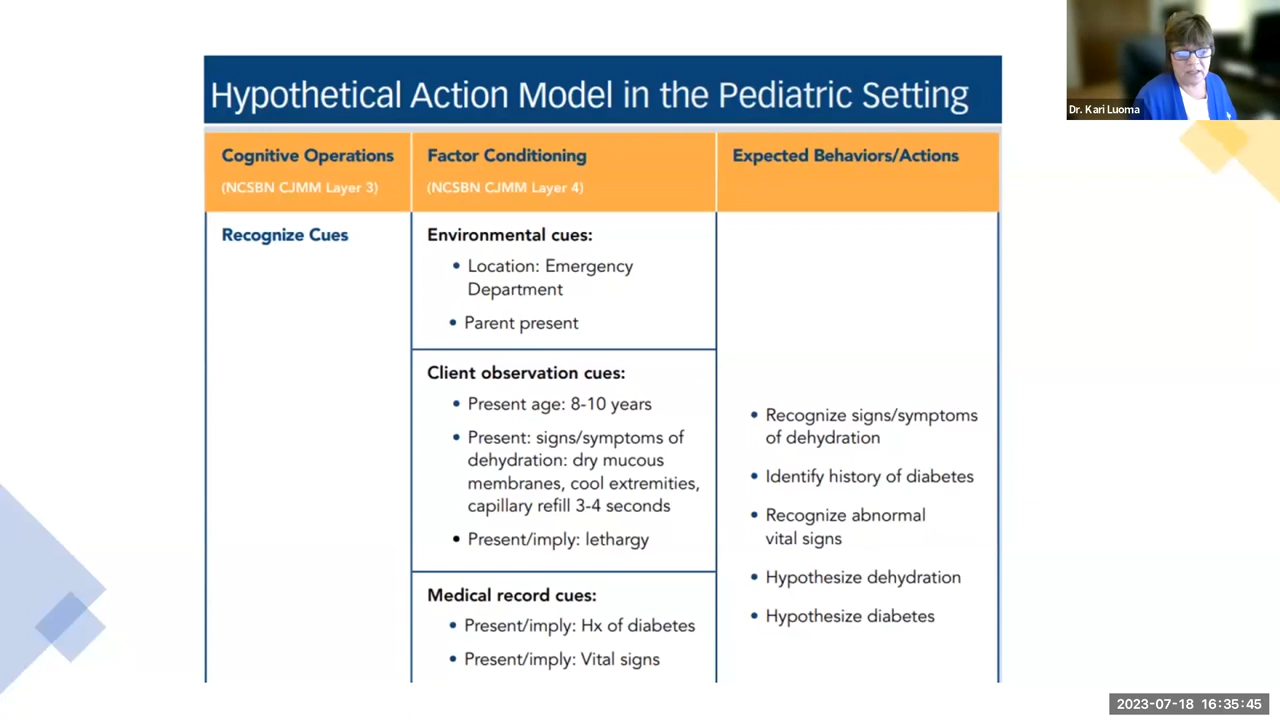 Hypothetical Action Model in the Pediatric Setting
Cognitive Operations
(NCSBN CJMM Layer 3)
Factor Conditioning
(NCSBN CJMM Layer 4)
Expected Behaviors/Actions
Recognize Cues
Environmental cues:
• Location: Emergency
Department
• Parent present
Client observation cues:
• Present age: 8-10 years
• Present: signs/symptoms of
dehydration: dry mucous
membranes, cool extremities,
capillary refill 3-4 seconds
• Present/imply: lethargy
Medical record cues:
• Present/imply: Hx of diabetes
• Present/imply: Vital signs
• Recognize signs/symptoms
of dehydration
• Identify history of diabetes
• Recognize abnormal
vital signs
• Hypothesize dehydration
• Hypothesize diabetes
Dr. Kari Luoma
2023-07-18 16:35:45